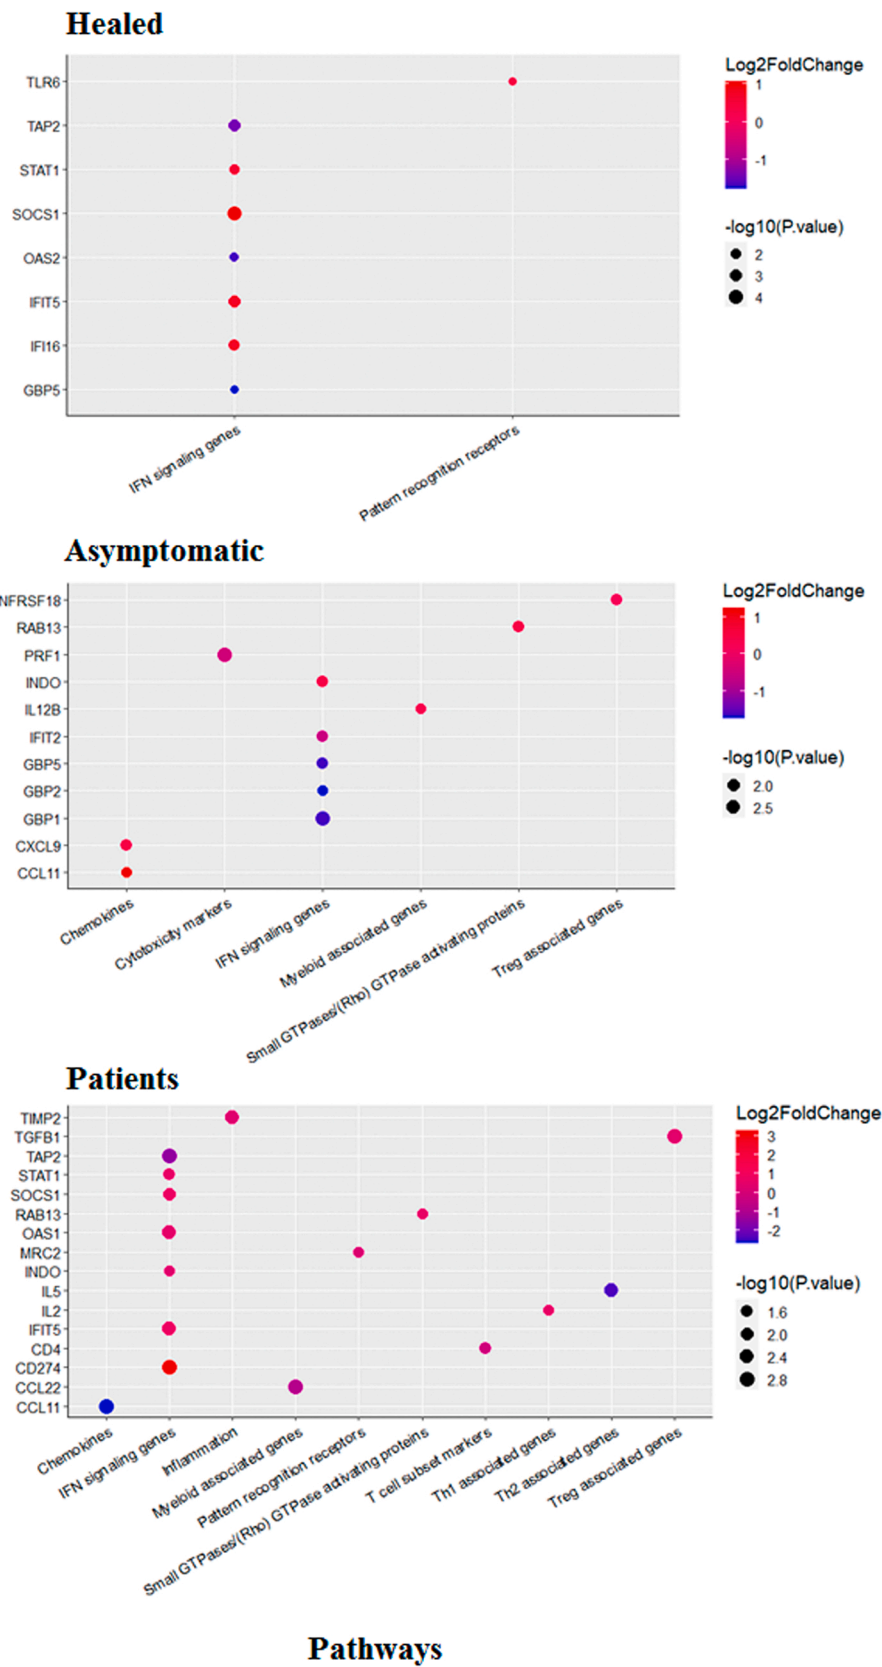 Healed
TLR6
TAP2
STAT1
SOCS1
OAS2
IFIT5
IFI16
GBP5
IFN signaling genes
Pattern recognition receptors
Log2FoldChange
1
0
-1
-log10(P.value)
2
3
4
Asymptomatic
NFRSF18
RAB13
PRF1
INDO
IL12B
IFIT2
GBP5
GBP2
GBP1
CXCL9
CCL11
Chemokines
Cytotoxicity markers
IFN signaling genes
Myeloid associated genes
Small GTPases/(Rho) GTPase activating proteins
Treg associated genes
Log2FoldChange
1
0
-1
-log10(P.value)
2.0
2.5
Patients
TIMP2
TGFB1
TAP2
STAT1
SOCS1
RAB13
OAS1
MRC2
INDO
IL5
IL2
IFIT5
CD4
CD274
CCL22
CCL11
Chemokines
IFN signaling genes
Inflammation
Myeloid associated genes
Pattern recognition receptors
Small GTPases/(Rho) GTPase activating proteins
T cell subset markers
Th1 associated genes
Th2 associated genes
Treg associated genes
Log2FoldChange
3
2
1
0
-1
-2
-log10(P.value)
1.6
2.0
2.4
2.8
Pathways